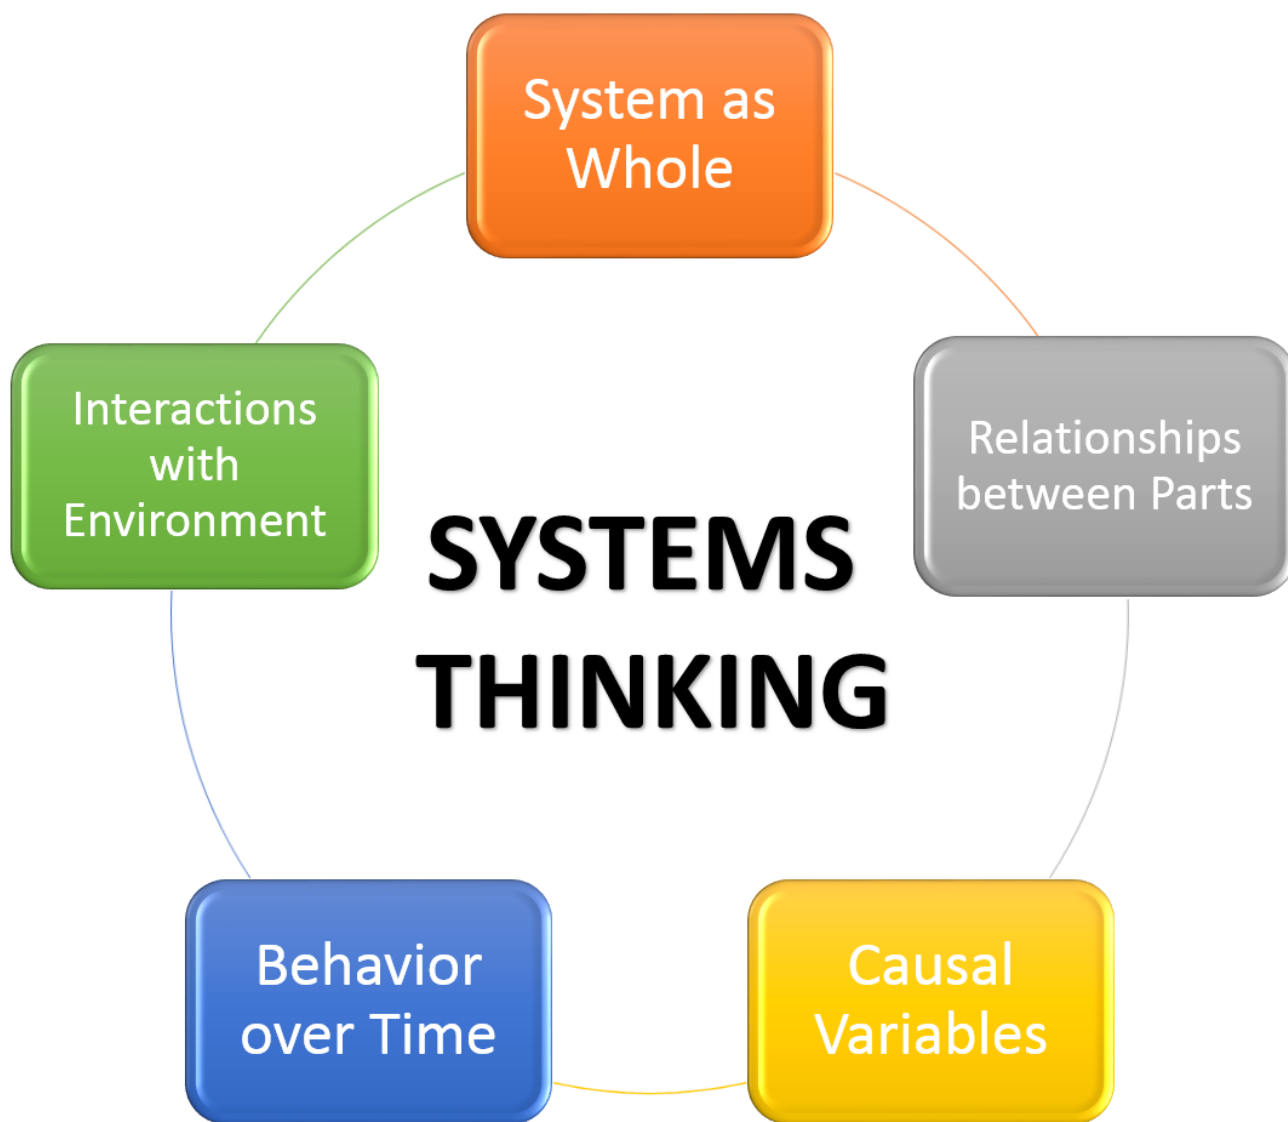 System as
Whole
Relationships
between Parts
Causal
Variables
Behavior
over Time
Interactions
with
Environment
SYSTEMS
THINKING